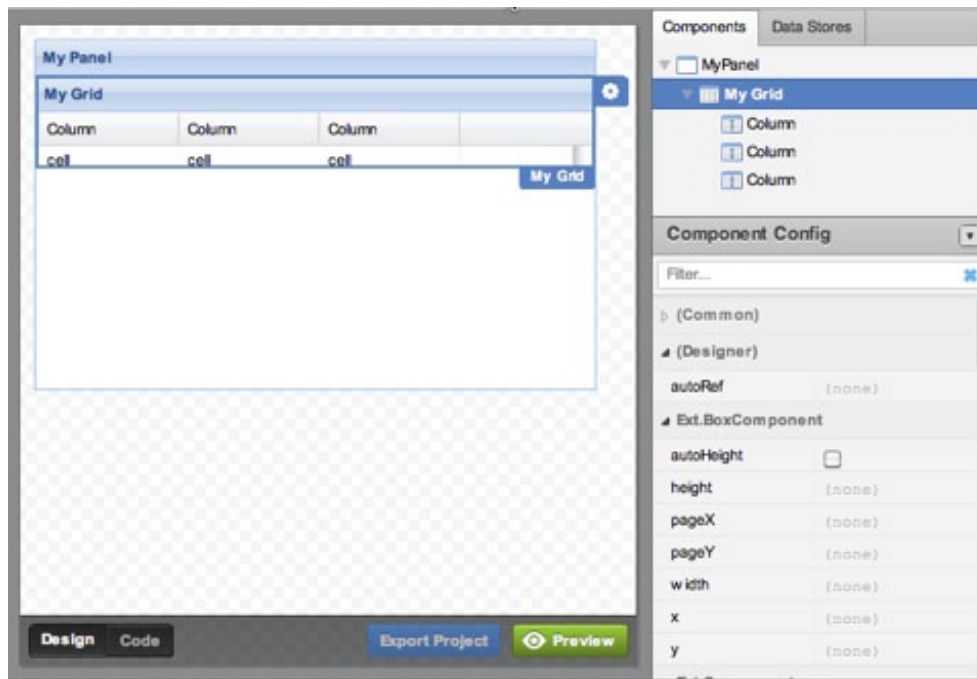 My Panel
My Grid
Column Column Column
cell cell cell
My Grid
Design Code
Export Project
Preview
Components Data Stores
MyPanel
My Grid
Column
Column
Column
Component Config
Filter...
(Common)
(Designer)
autoRef (none)
Ext.BoxComponent
autoHeight
height (none)
pageX (none)
pageY (none)
width (none)
x (none)
y (none)